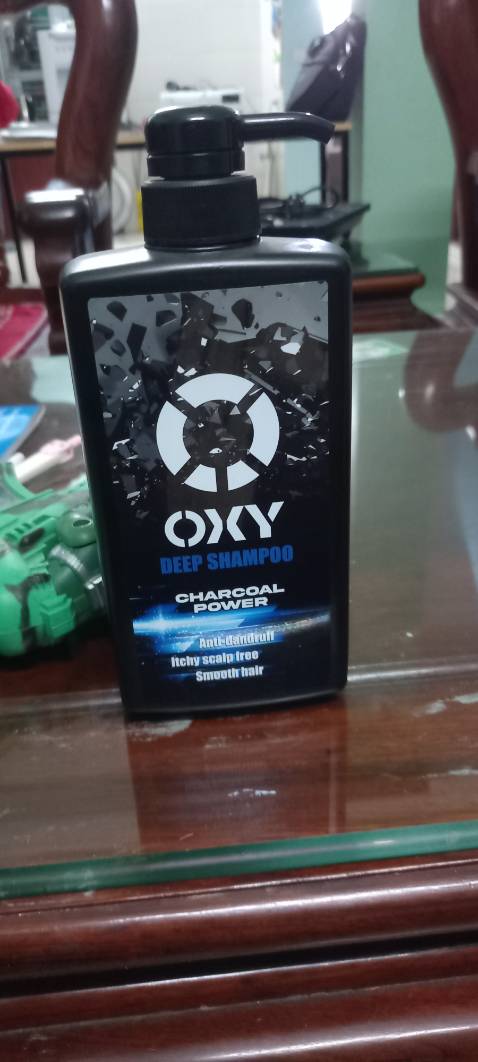 OXY
DEEP SHAMPOO
CHARCOAL
POWER
Anti-dandruff
Itchy scalp free
Smooth hair